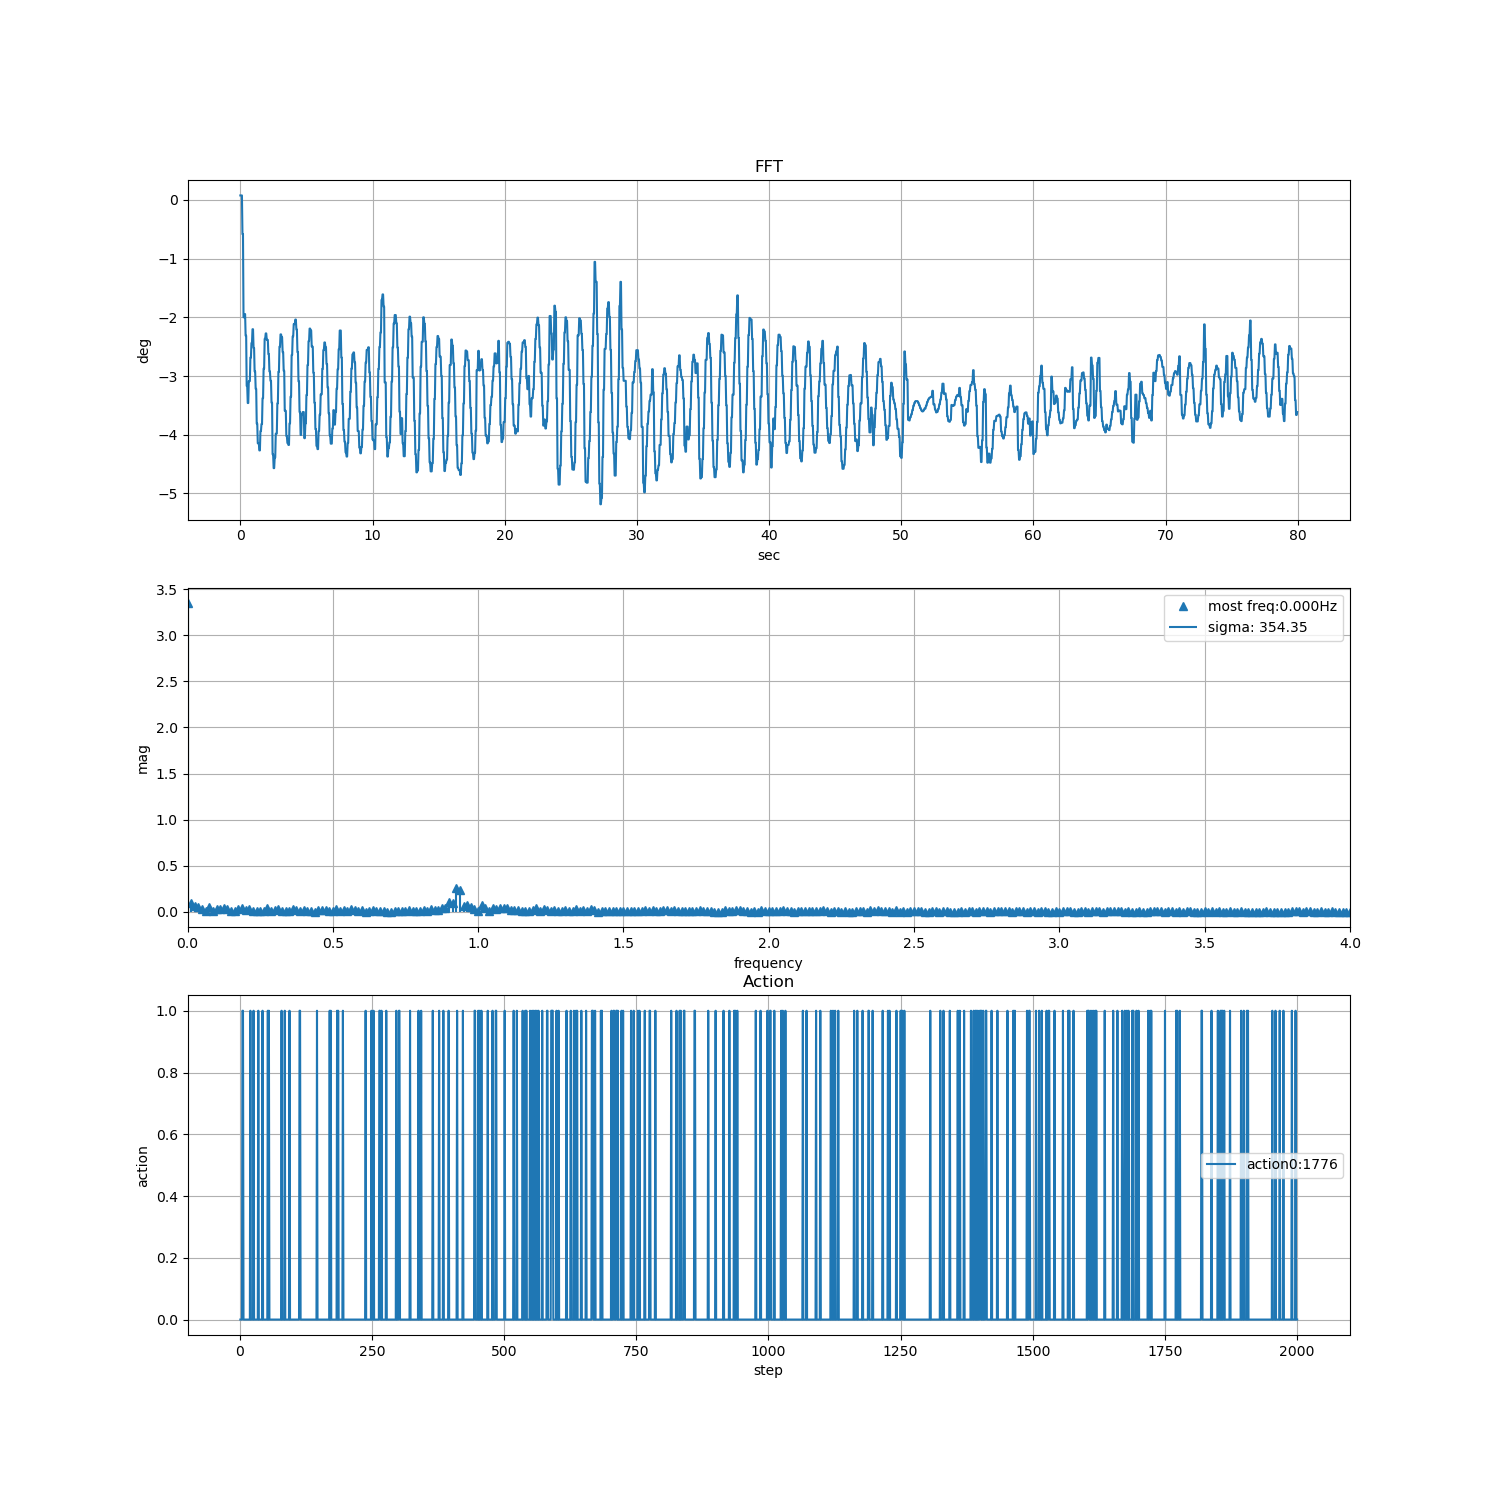 FFT
0
−1
−2
−3
−4
−5
deg
0 10 20 30 40 50 60 70 80
sec
3.5
3.0
2.5
2.0
1.5
1.0
0.5
0.0
mag
most freq:0.000Hz
sigma: 354.35
0.0 0.5 1.0 1.5 2.0 2.5 3.0 3.5 4.0
frequency
Action
1.0
0.8
0.6
0.4
0.2
0.0
action
action0:1776
0 250 500 750 1000 1250 1500 1750 2000
step